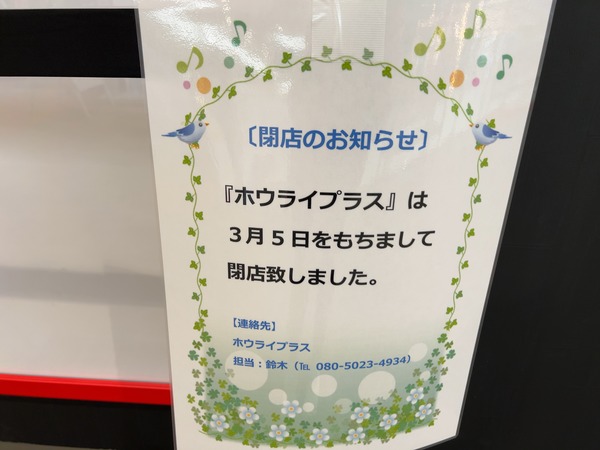 〔閉店のお知らせ〕
『ホウライプラス』は
３月５日をもちまして
閉店致しました。
【連絡先】
ホウライプラス
担当：鈴木（℡ 080-5023-4934）